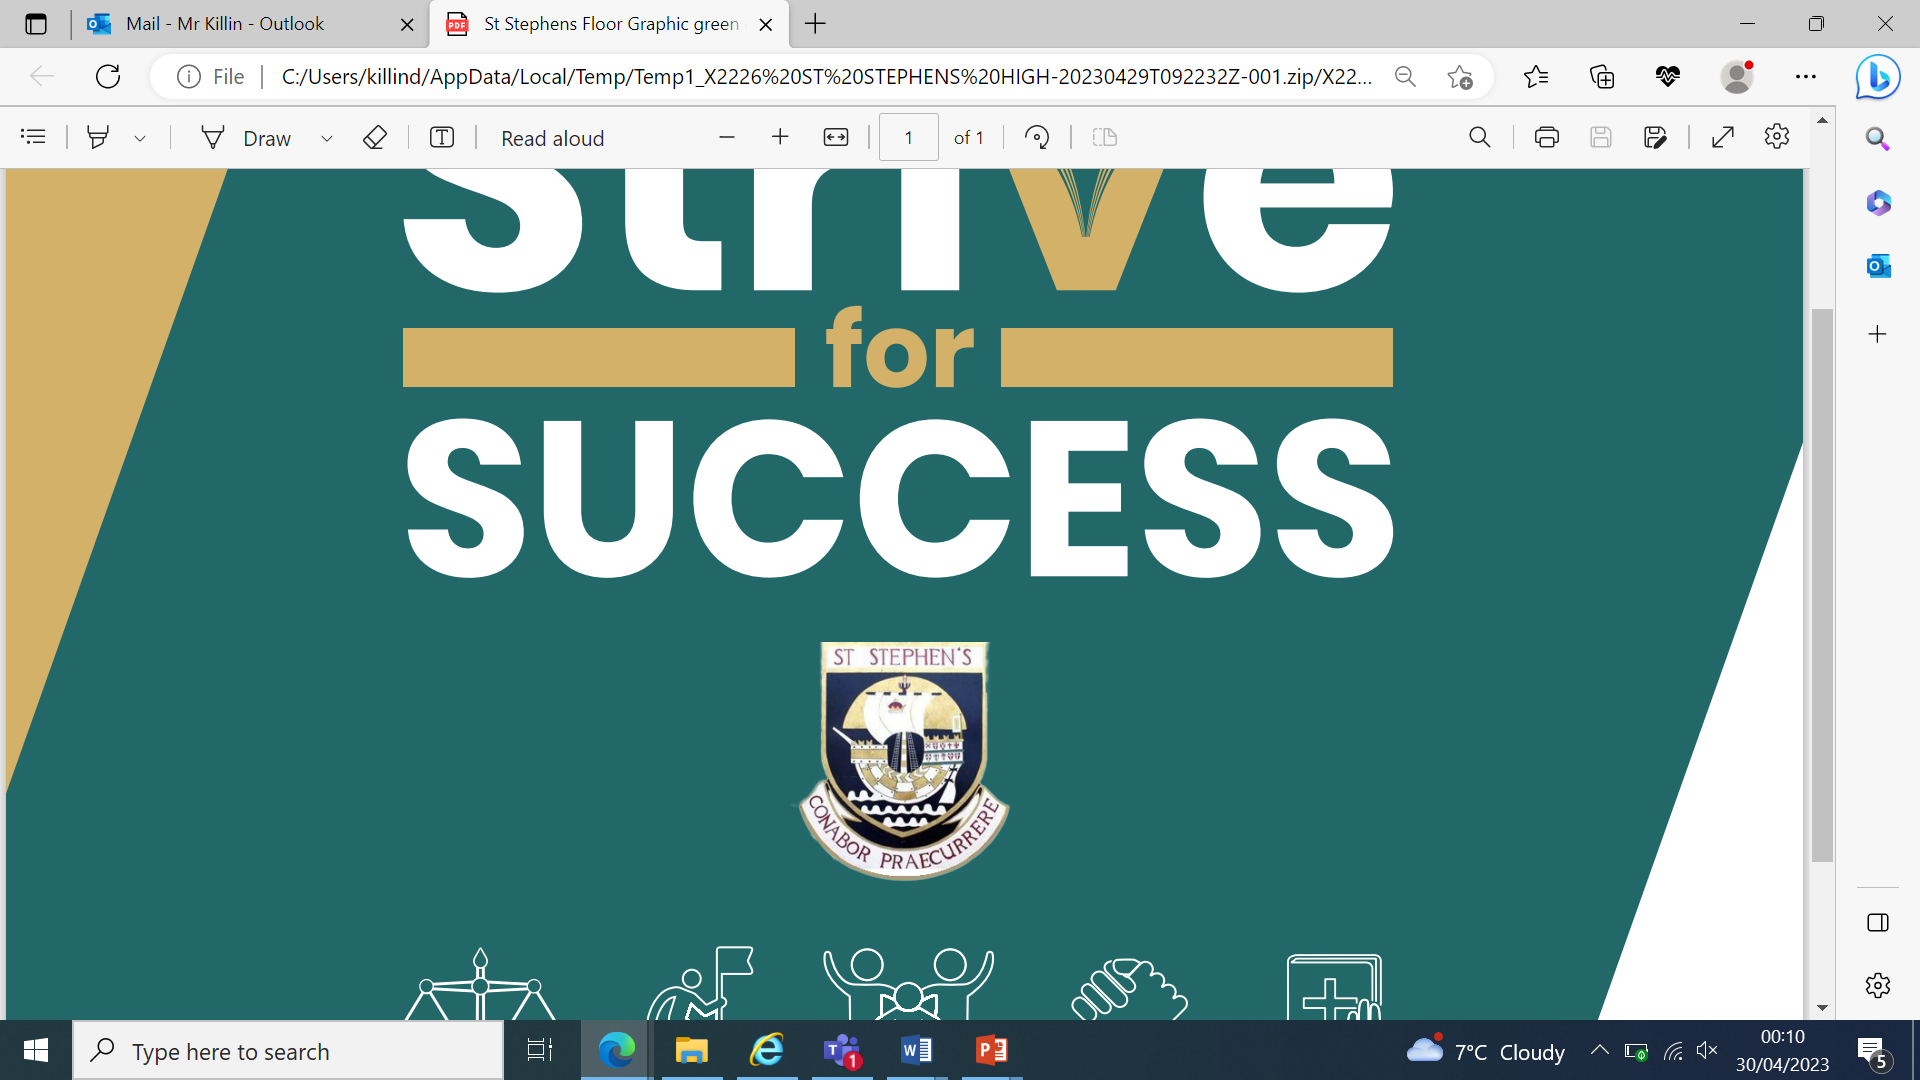 Mail - Mr Killin - Outlook
St Stephens Floor Graphic green
File
C:/Users/killind/AppData/Local/Temp/Temp1_X2226%20ST%20STEPHENS%20HIGH-20230429T092232Z-001.zip/X22...
Draw
Read aloud
1 of 1
Strive
for
SUCCESS
ST STEPHEN'S
CONABOR PRAECURRERE
Type here to search
1
7°C Cloudy
00:10
30/04/2023
5